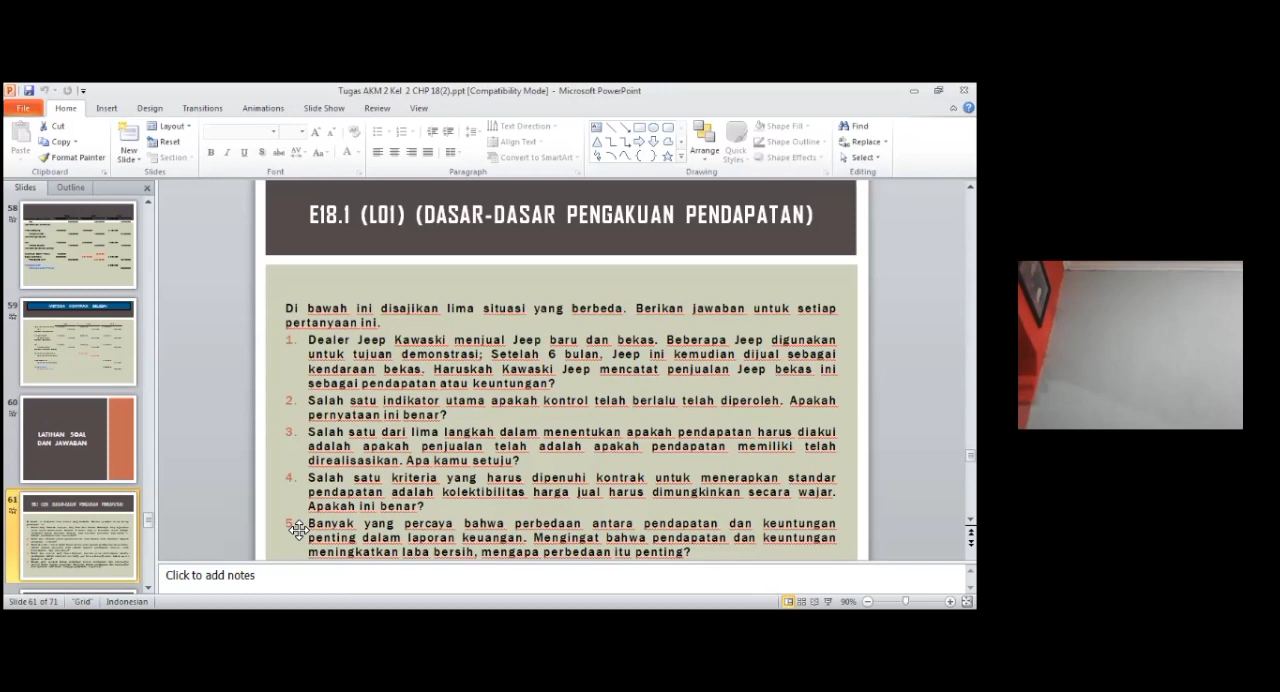 Tugas AKM 2 Kel 2 CHP 18(2).ppt [Compatibility Mode] - Microsoft PowerPoint
File Home Insert Design Transitions Animations Slide Show Review View
Paste
Cut
Copy
Format Painter
Clipboard
New Slide
Layout
Reset
Section
Slides
Font
Text Direction
Align Text
Convert to SmartArt
Paragraph
Arrange
Quick Styles
Shape Fill
Shape Outline
Shape Effects
Drawing
Find
Replace
Select
Editing
Slides Outline
58
59
60
LATIHAN SOAL
DAN JAWABAN
61
E18.1 (LO1) (DASAR-DASAR PENGAKUAN PENDAPATAN)
Di bawah ini disajikan lima situasi yang berbeda. Berikan jawaban untuk setiap
pertanyaan ini.
1. Dealer Jeep Kawaski menjual Jeep baru dan bekas. Beberapa Jeep digunakan
untuk tujuan demonstrasi; Setelah 6 bulan, Jeep ini kemudian dijual sebagai
kendaraan bekas. Haruskah Kawaski Jeep mencatat penjualan Jeep bekas ini
sebagai pendapatan atau keuntungan?
2. Salah satu indikator utama apakah kontrol telah berlalu telah diperoleh. Apakah
pernyataan ini benar?
3. Salah satu dari lima langkah dalam menentukan apakah pendapatan harus diakui
adalah apakah penjualan telah adalah apakah pendapatan memiliki telah
direalisasikan. Apa kamu setuju?
4. Salah satu kriteria yang harus dipenuhi kontrak untuk menerapkan standar
pendapatan adalah kolektibilitas harga jual harus dimungkinkan secara wajar.
Apakah ini benar?
5. Banyak yang percaya bahwa perbedaan antara pendapatan dan keuntungan
penting dalam laporan keuangan. Mengingat bahwa pendapatan dan keuntungan
meningkatkan laba bersih, mengapa perbedaan itu penting?
Click to add notes
Slide 61 of 71 "Grid" Indonesian 90%